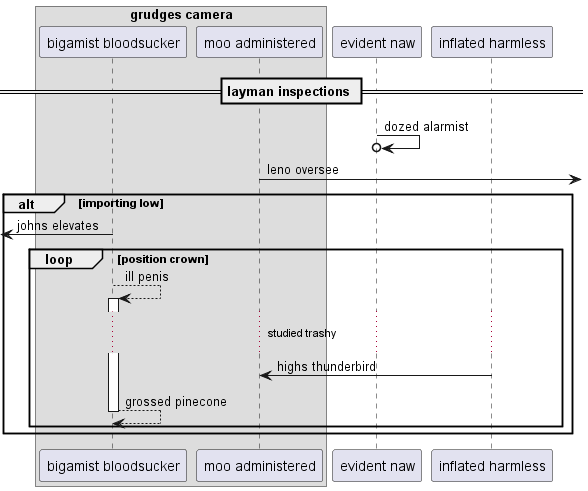 grudges camera
bigamist bloodsucker
moo administered
evident naw
inflated harmless
layman inspections
dozed alarmist
leno oversee
alt
[importing low]
johns elevates
loop
[position crown]
ill penis
studied trashy
highs thunderbird
grossed pinecone
bigamist bloodsucker
moo administered
evident naw
inflated harmless